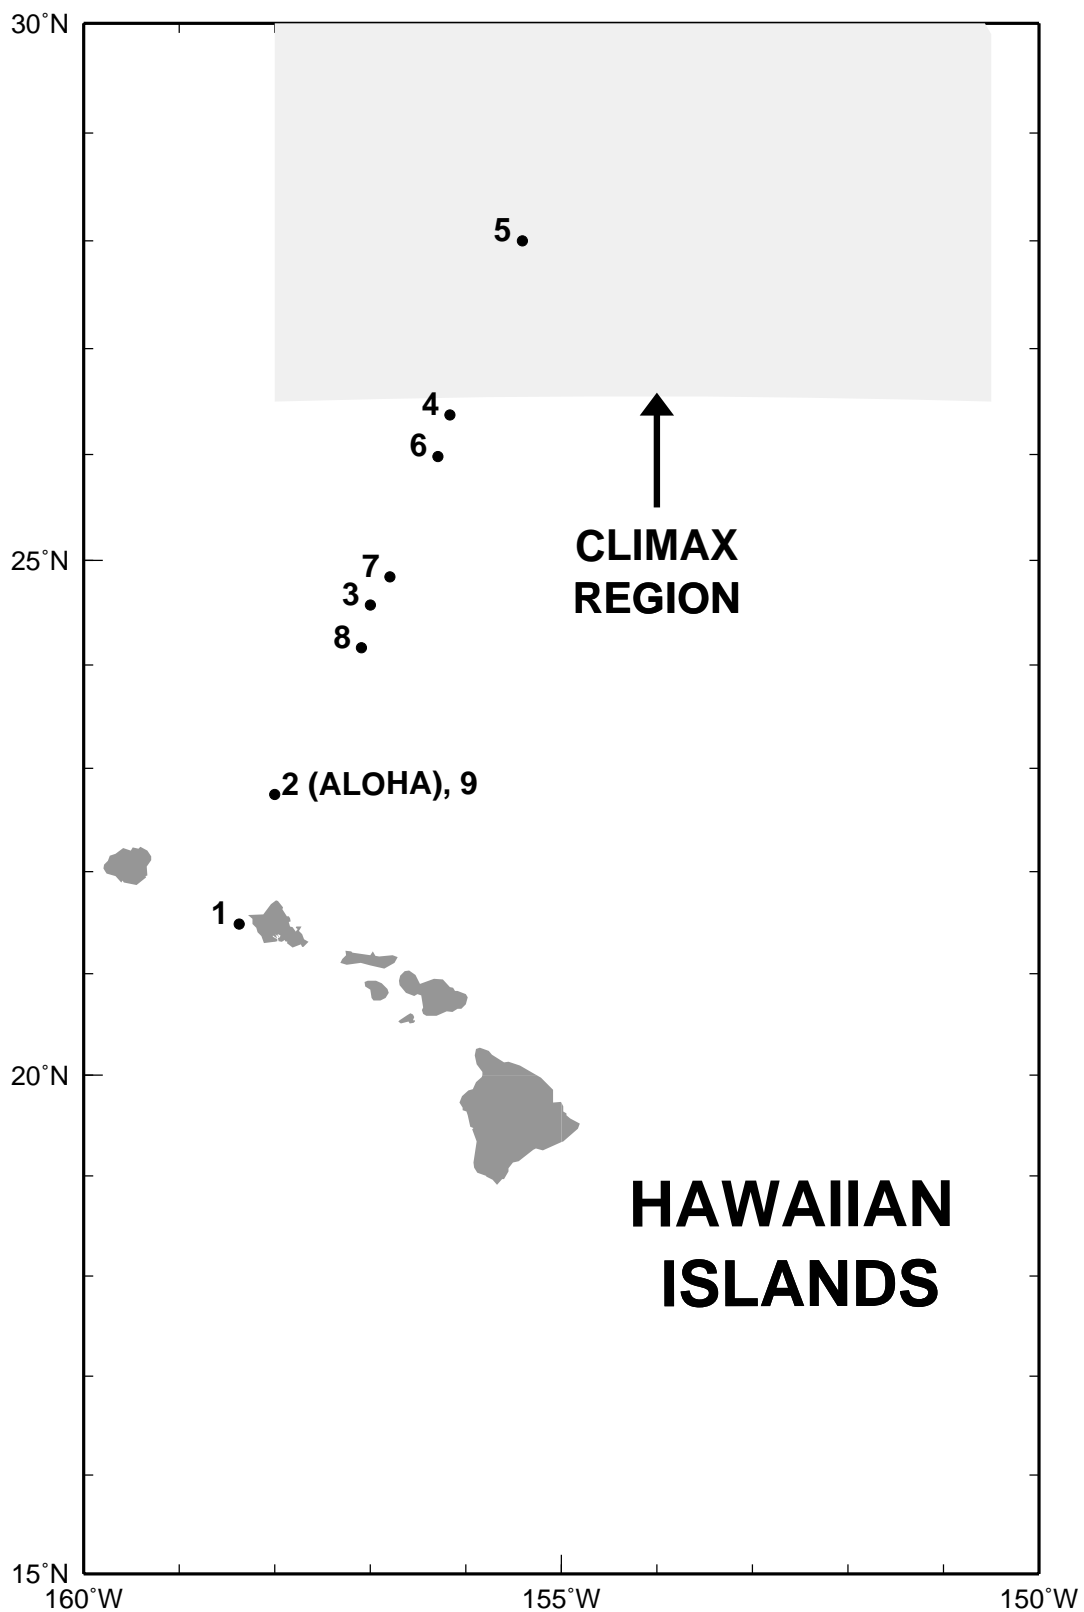 30°N
5
4
6
CLIMAX
REGION
25°N
7
3
8
2 (ALOHA), 9
1
20°N
HAWAIIAN
ISLANDS
15°N
160°W
155°W
150°W